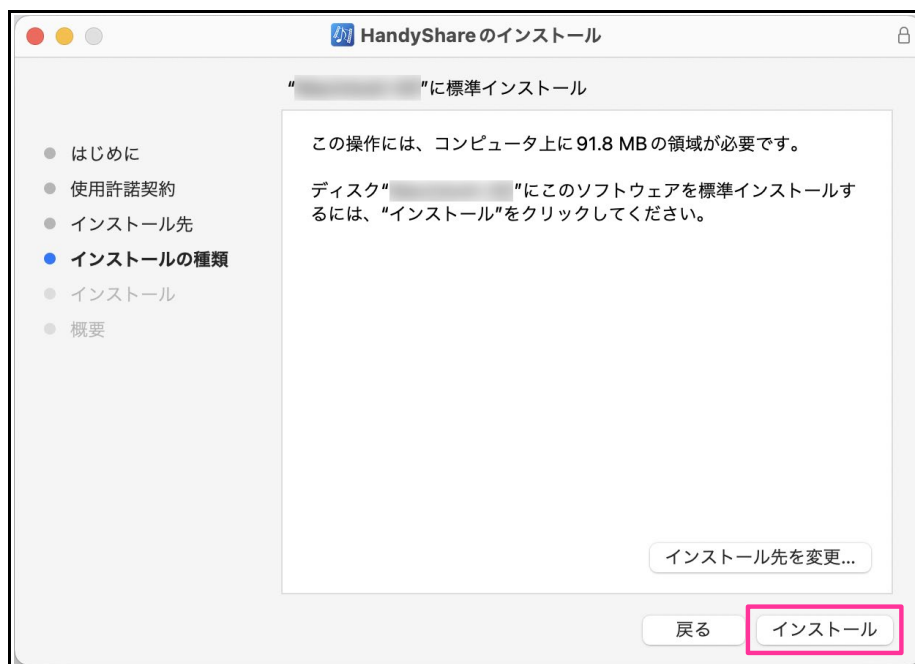 HandyShareのインストール
“ ”に標準インストール
はじめに
使用許諾契約
インストール先
インストールの種類
インストール
概要
この操作には、コンピュータ上に91.8 MBの領域が必要です。
ディスク“ ”にこのソフトウェアを標準インストールす
るには、“インストール”をクリックしてください。
インストール先を変更...
戻る
インストール